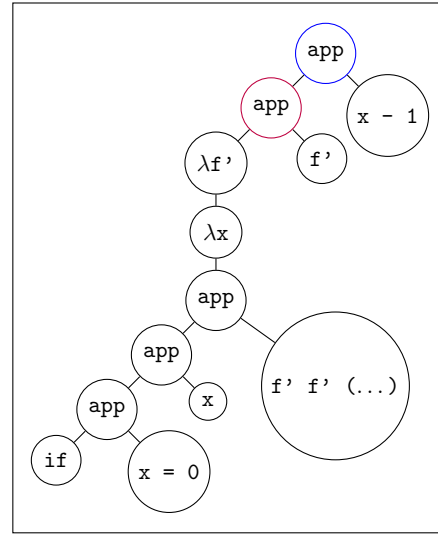 app
app
x - 1
λf'
f'
λx
app
app
f' f' (...)
app
x
if
x = 0